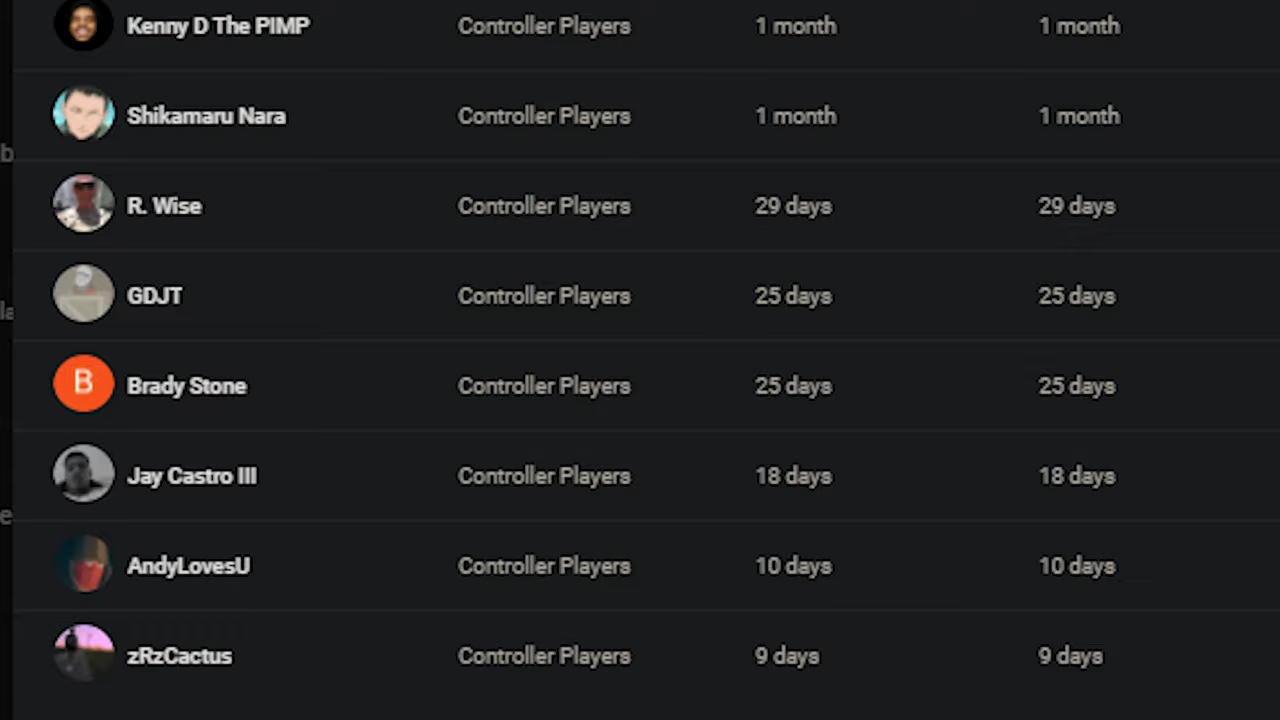 Kenny D The PIMP Controller Players 1 month 1 month
Shikamaru Nara Controller Players 1 month 1 month
b
R. Wise Controller Players 29 days 29 days
GDJT Controller Players 25 days 25 days
la
B Brady Stone Controller Players 25 days 25 days
Jay Castro III Controller Players 18 days 18 days
e
AndyLovesU Controller Players 10 days 10 days
zRzCactus Controller Players 9 days 9 days